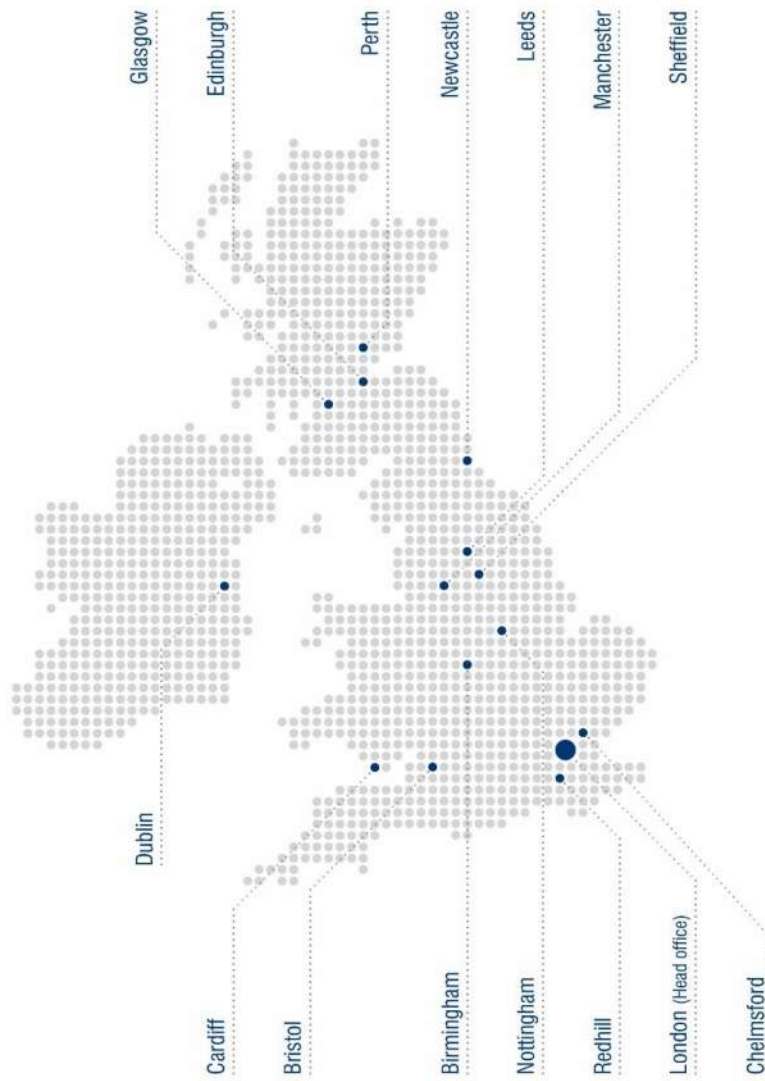 Glasgow
Edinburgh
Perth
Newcastle
Leeds
Manchester
Sheffield
Dublin
Cardiff
Bristol
Birmingham
Nottingham
Redhill
London (Head office)
Chelmsford